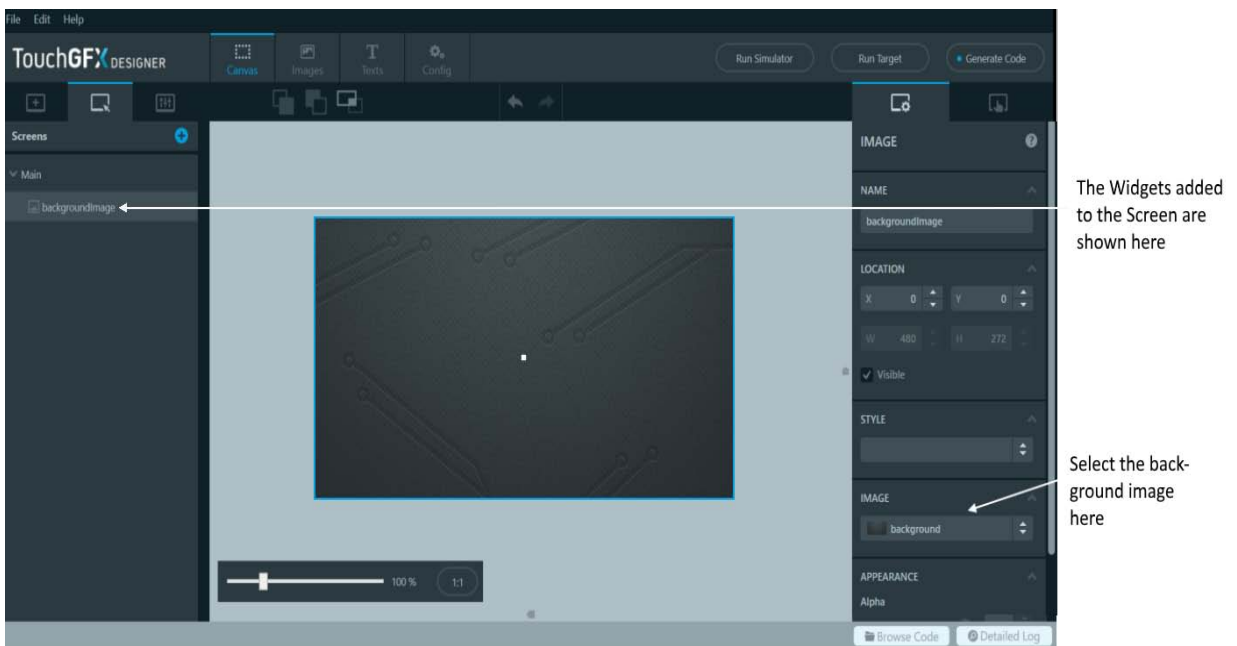 File Edit Help
TouchGFX DESIGNER
Canvas Images Texts Config
Run Simulator Run Target Generate Code
Screens
Main
backgroundImage
100 % 1:1
IMAGE
NAME
backgroundImage
LOCATION
X 0 Y 0
W 480 H 272
Visible
STYLE
IMAGE
background
APPEARANCE
Alpha
Browse Code Detailed Log
The Widgets added
to the Screen are
shown here
Select the back-
ground image
here